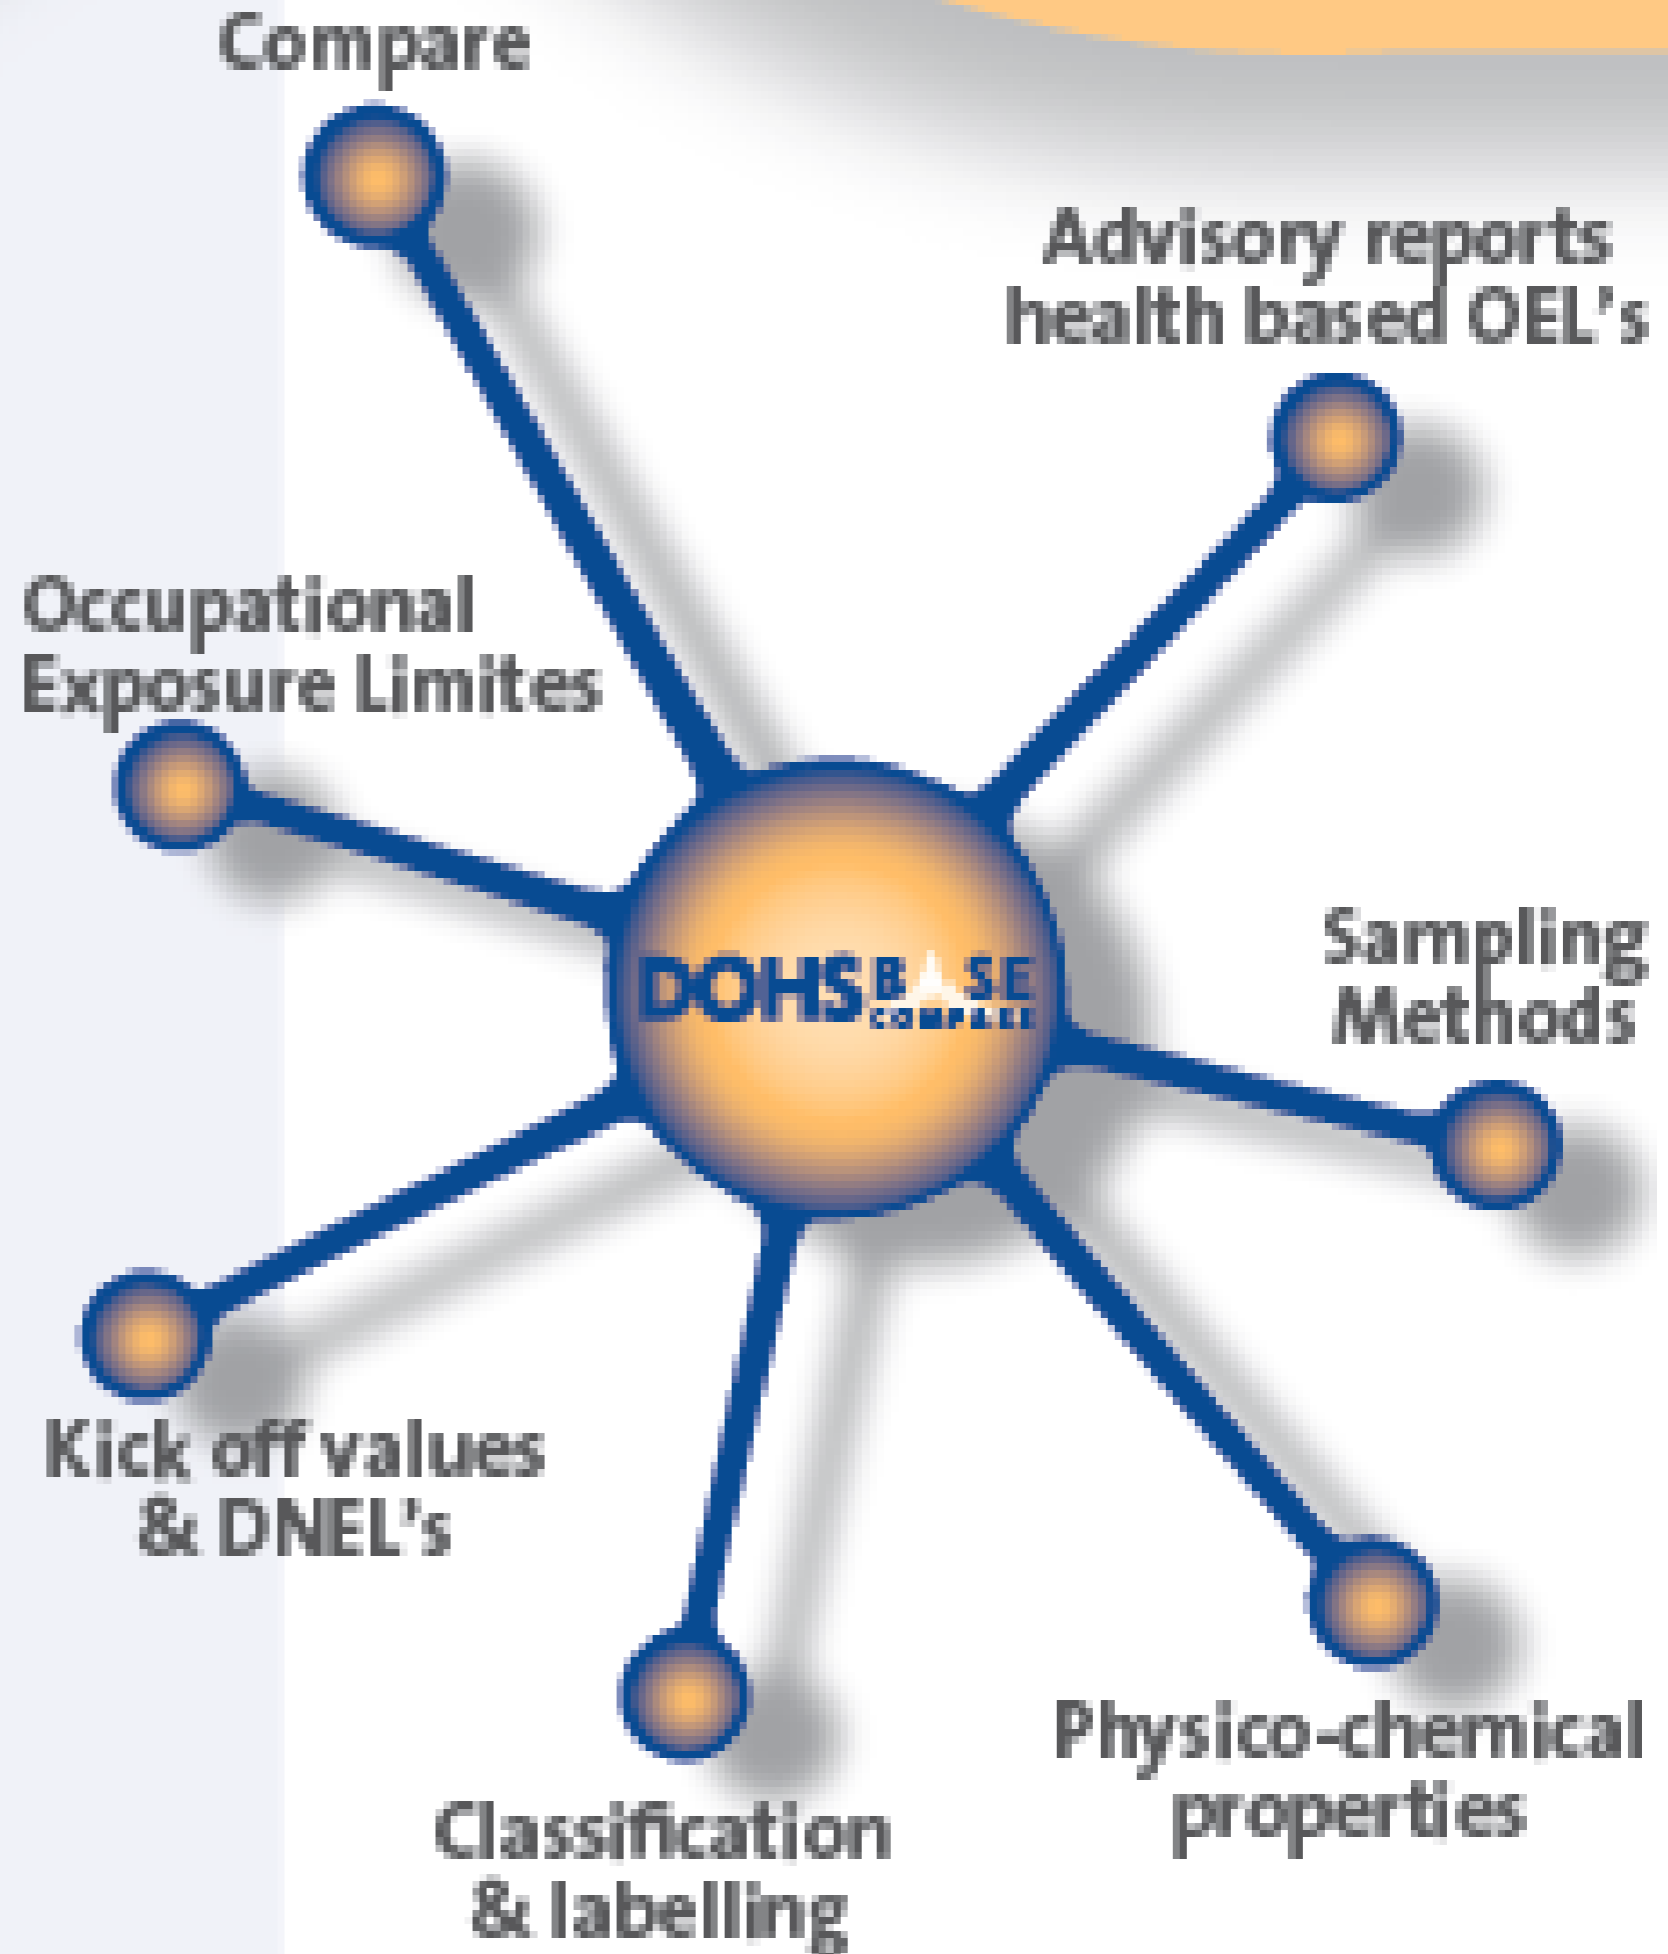 Compare
Advisory reports
health based OEL's
Occupational
Exposure Limites
DOHSBASE
COMPARE
Sampling
Methods
Kick off values
& DNEL's
Physico-chemical
properties
Classification
& labelling